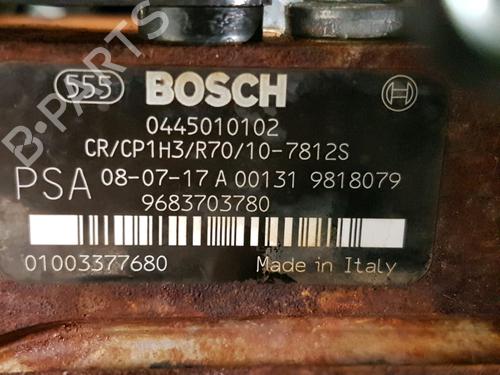 555 BOSCH
0445010102
CR/CP1H3/R70/10-7812S
PSA 08-07-17 A 00131 9818079
9683703780
01003377680 Made in Italy